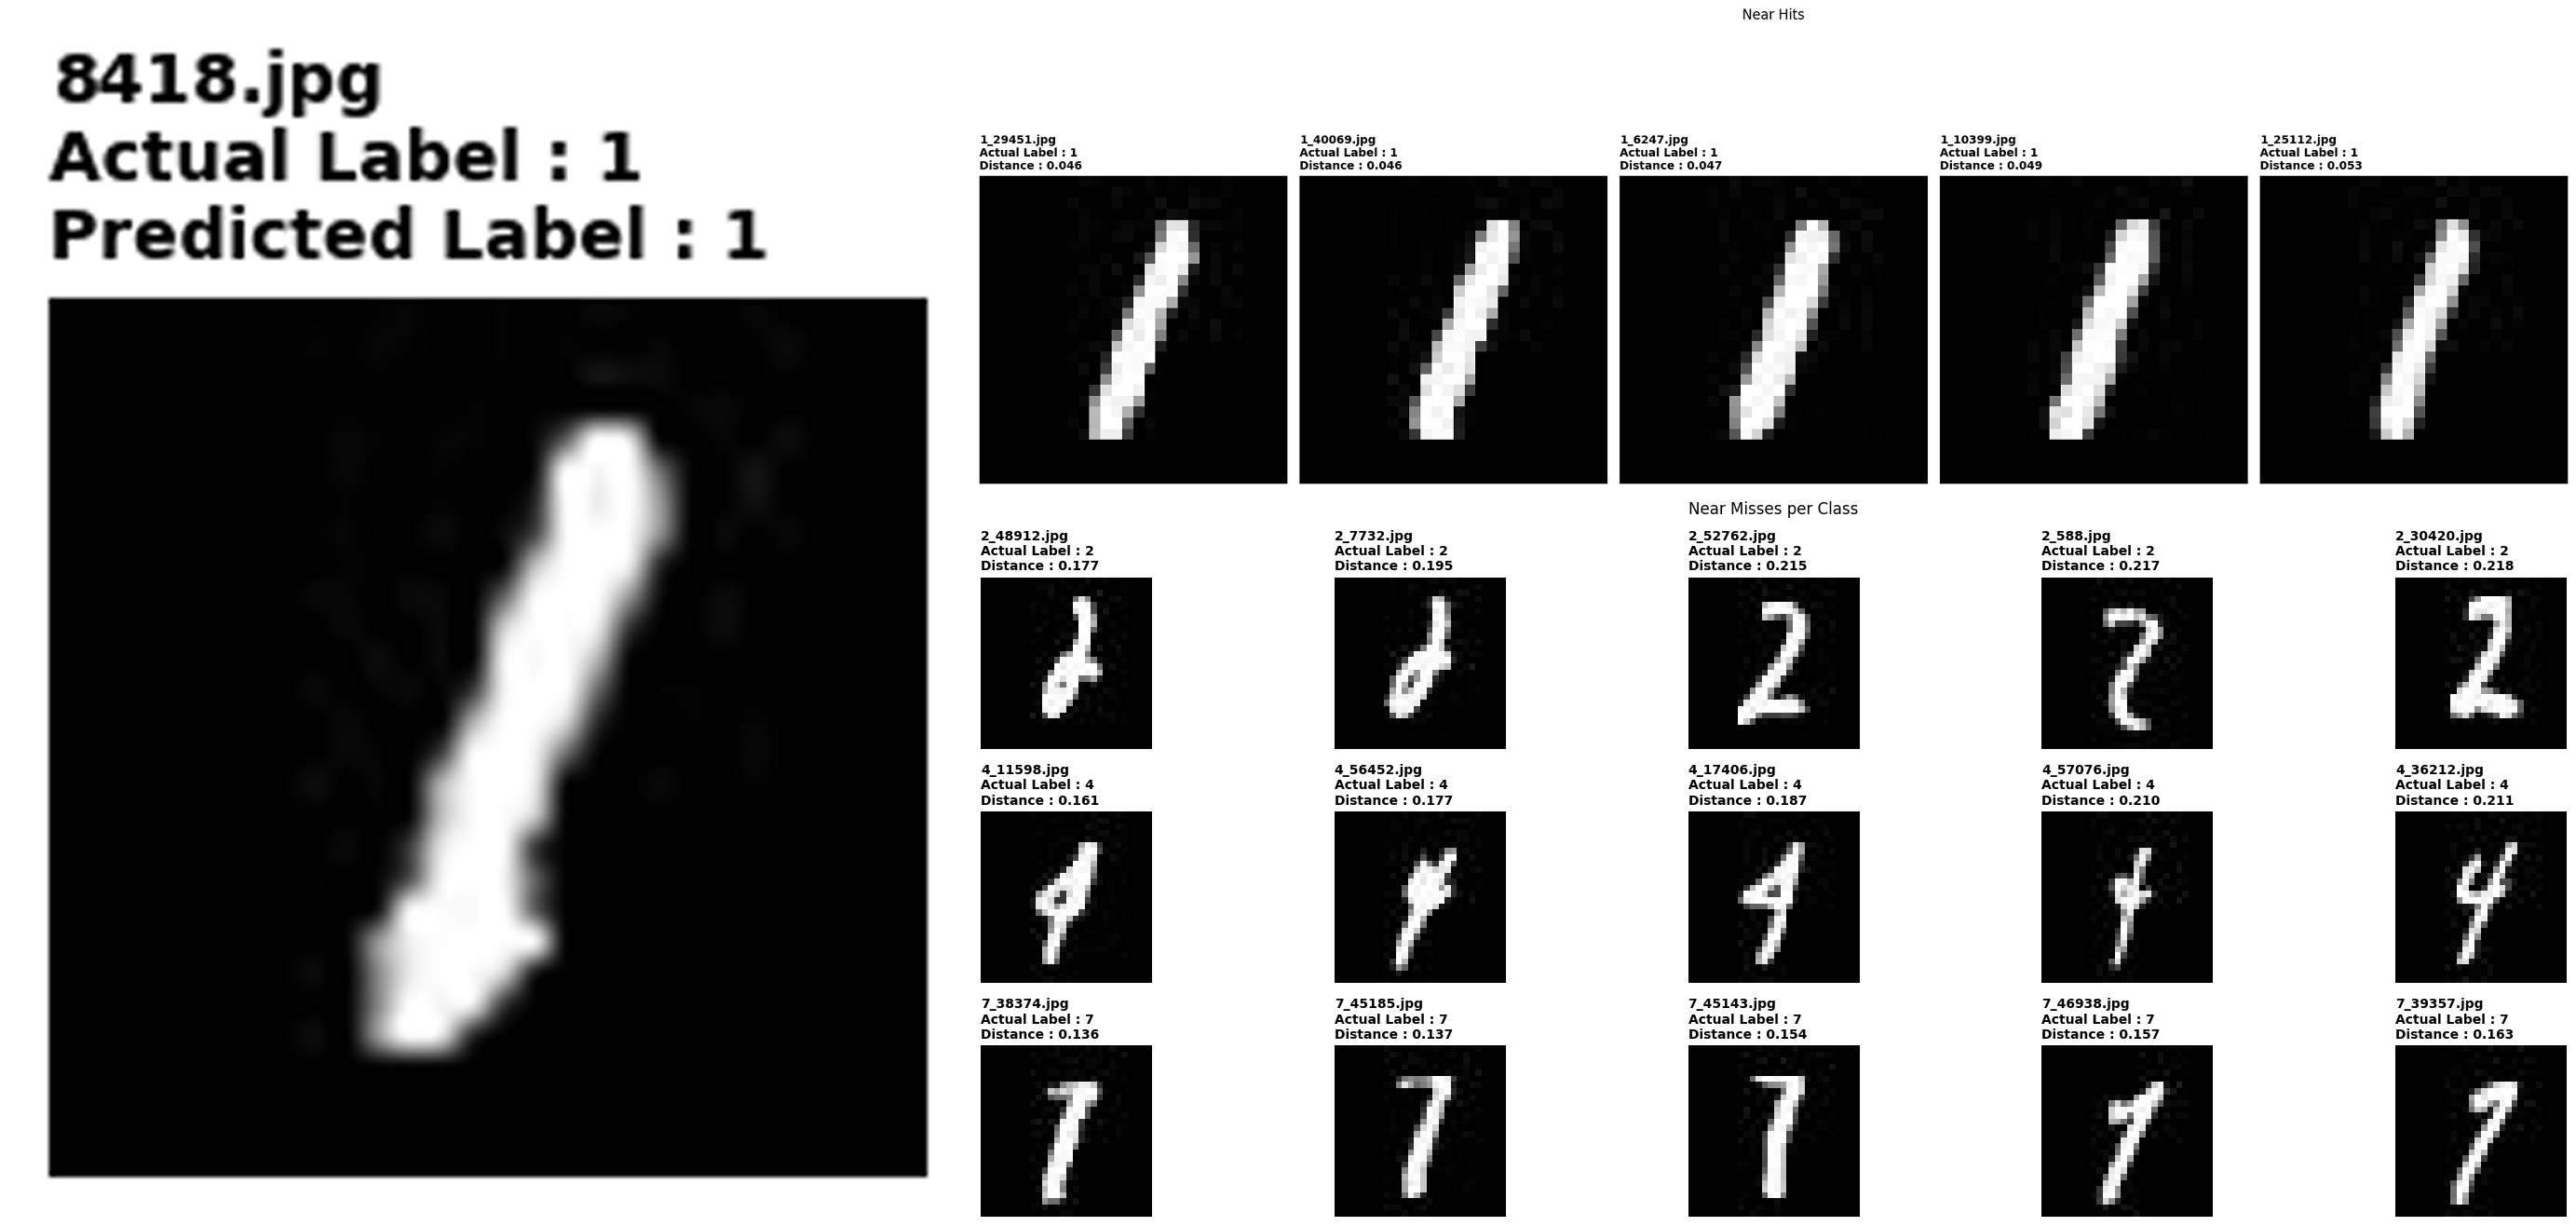 8418.jpg
Actual Label : 1
Predicted Label : 1
Near Hits
1_29451.jpg
Actual Label : 1
Distance : 0.046
1_40069.jpg
Actual Label : 1
Distance : 0.046
1_6247.jpg
Actual Label : 1
Distance : 0.047
1_10399.jpg
Actual Label : 1
Distance : 0.049
1_25112.jpg
Actual Label : 1
Distance : 0.053
Near Misses per Class
2_48912.jpg
Actual Label : 2
Distance : 0.177
2_7732.jpg
Actual Label : 2
Distance : 0.195
2_52762.jpg
Actual Label : 2
Distance : 0.215
2_588.jpg
Actual Label : 2
Distance : 0.217
2_30420.jpg
Actual Label : 2
Distance : 0.218
4_11598.jpg
Actual Label : 4
Distance : 0.161
4_56452.jpg
Actual Label : 4
Distance : 0.177
4_17406.jpg
Actual Label : 4
Distance : 0.187
4_57076.jpg
Actual Label : 4
Distance : 0.210
4_36212.jpg
Actual Label : 4
Distance : 0.211
7_38374.jpg
Actual Label : 7
Distance : 0.136
7_45185.jpg
Actual Label : 7
Distance : 0.137
7_45143.jpg
Actual Label : 7
Distance : 0.154
7_46938.jpg
Actual Label : 7
Distance : 0.157
7_39357.jpg
Actual Label : 7
Distance : 0.163